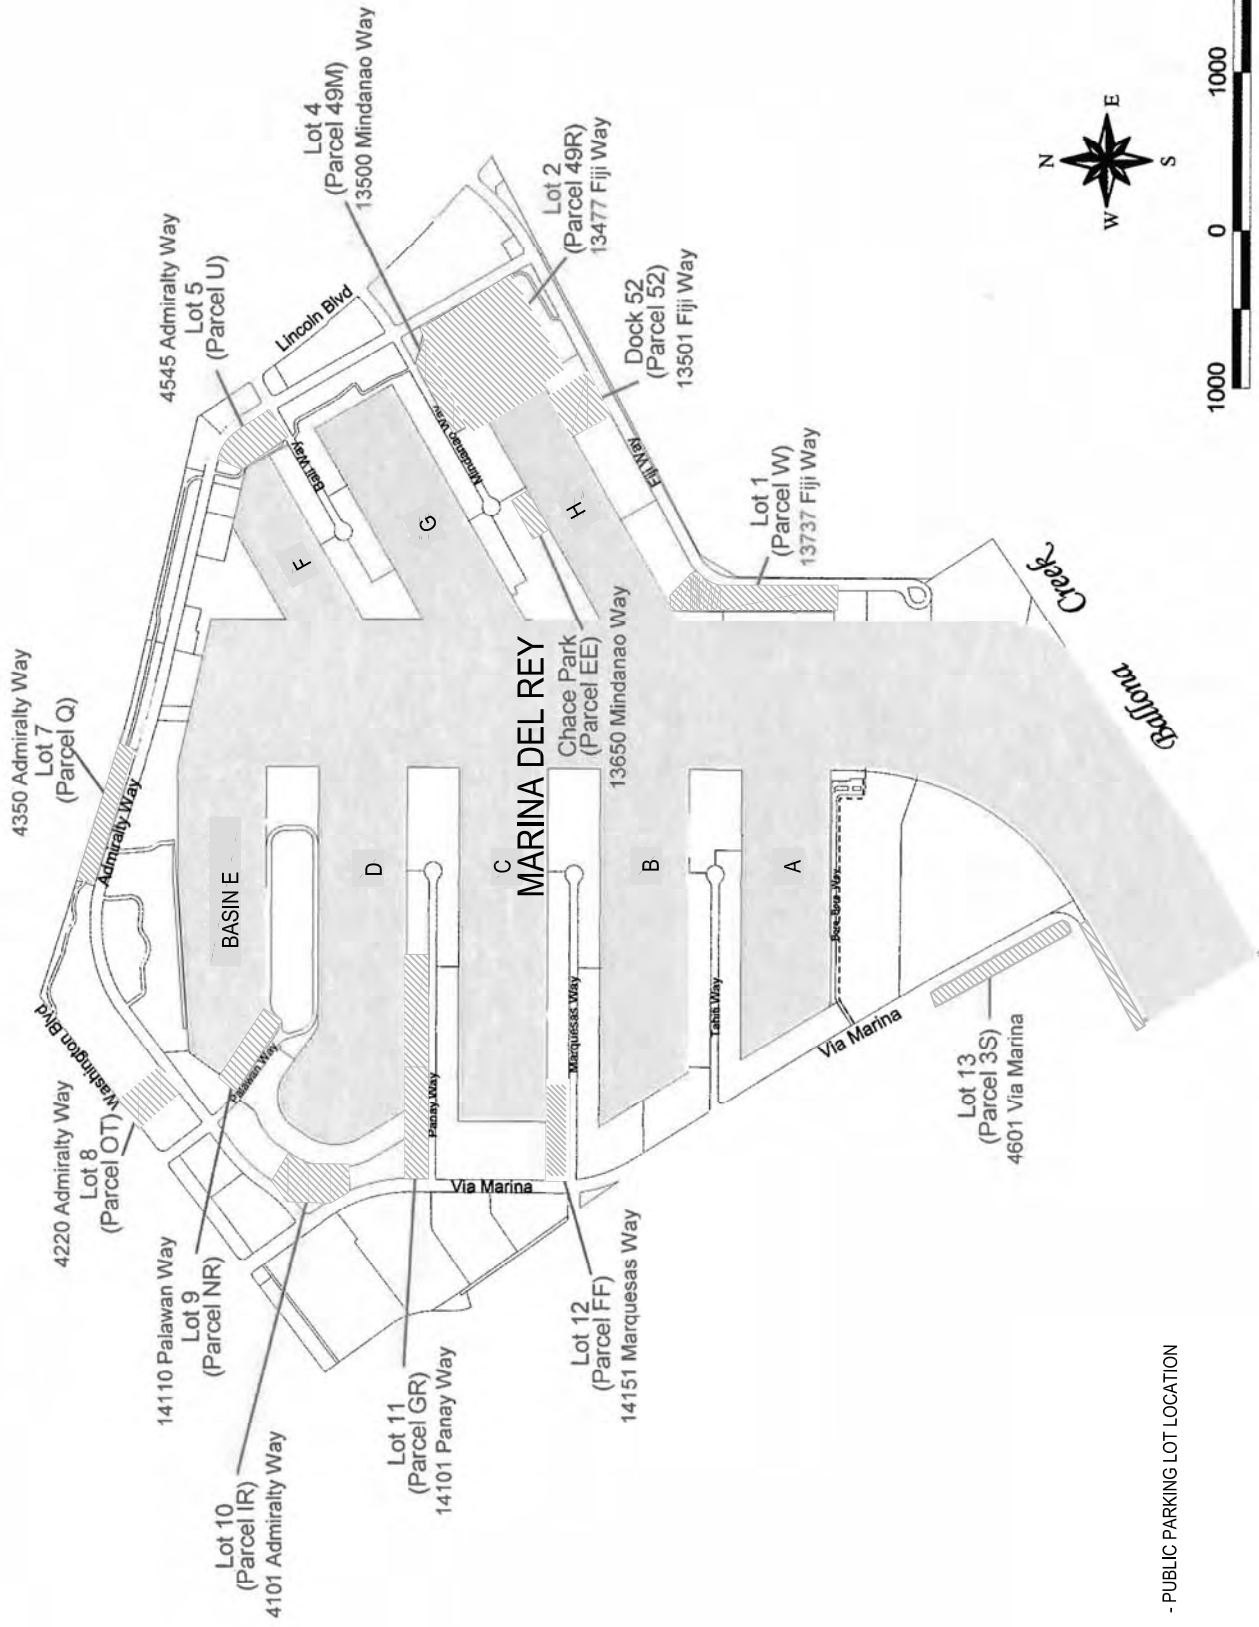 4220 Admiralty Way
Lot 8
(Parcel OT)
4350 Admiralty Way
Lot 7
(Parcel Q)
4545 Admiralty Way
Lot 5
(Parcel U)
Lot 4
(Parcel 49M)
13500 Mindanao Way
14110 Palawan Way
Lot 9
(Parcel NR)
Lot 10
(Parcel IR)
4101 Admiralty Way
Lot 11
(Parcel GR)
14101 Panay Way
Lot 12
(Parcel FF)
14151 Marquesas Way
Lot 13
(Parcel 3S)
4601 Via Marina
Chace Park
(Parcel EE)
13650 Mindanao Way
Lot 1
(Parcel W)
13737 Fiji Way
Dock 52
(Parcel 52)
13501 Fiji Way
Lot 2
(Parcel 49R)
13477 Fiji Way
Washington Blvd
Admiralty Way
Lincoln Blvd
Bali Way
Mindanao Way
Fiji Way
Palawan Way
Panay Way
Marquesas Way
Tahiti Way
Via Marina
Via Marina
BASIN E
D
C
B
A
F
G
H
MARINA DEL REY
Ballona
Creek
N
W
E
S
1000
0
1000
- PUBLIC PARKING LOT LOCATION